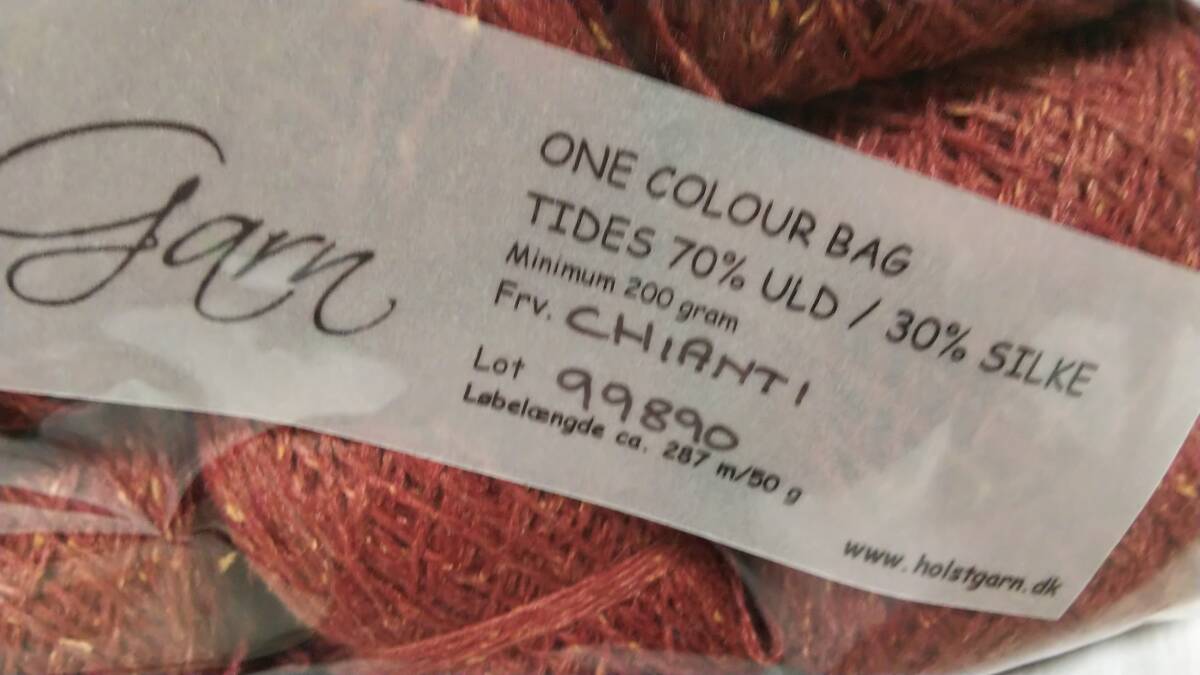 Garn
ONE COLOUR BAG
TIDES 70% ULD / 30% SILKE
Minimum 200 gram
Frv. CHIANTI
Lot 99890
Løbelængde ca. 287 m/50 g
www.holstgarn.dk